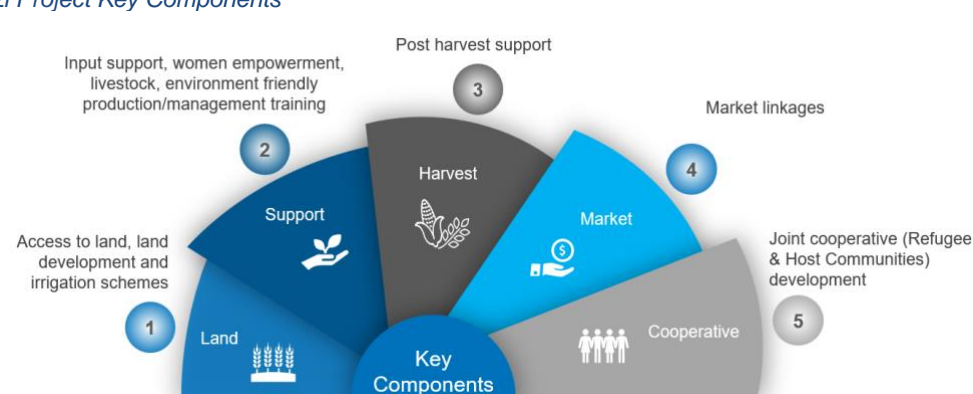 Project Key Components
Post harvest support
3
Input support, women empowerment,
livestock, environment friendly
production/management training
2
Market linkages
4
Harvest
Support
Market
Access to land, land
development and
irrigation schemes
1
Joint cooperative (Refugee
& Host Communities)
development
5
Land
Cooperative
Key
Components